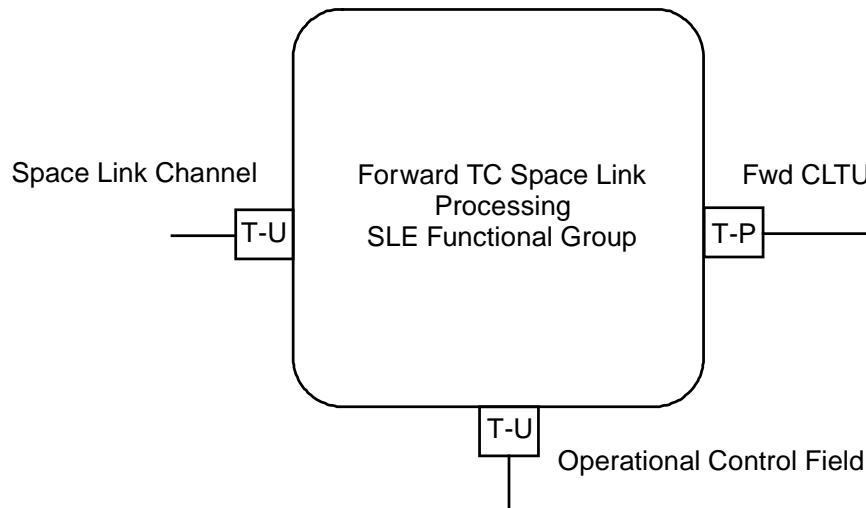 Space Link Channel
Forward TC Space Link
Processing
SLE Functional Group
Fwd CLTU
T-U
T-P
T-U
Operational Control Field